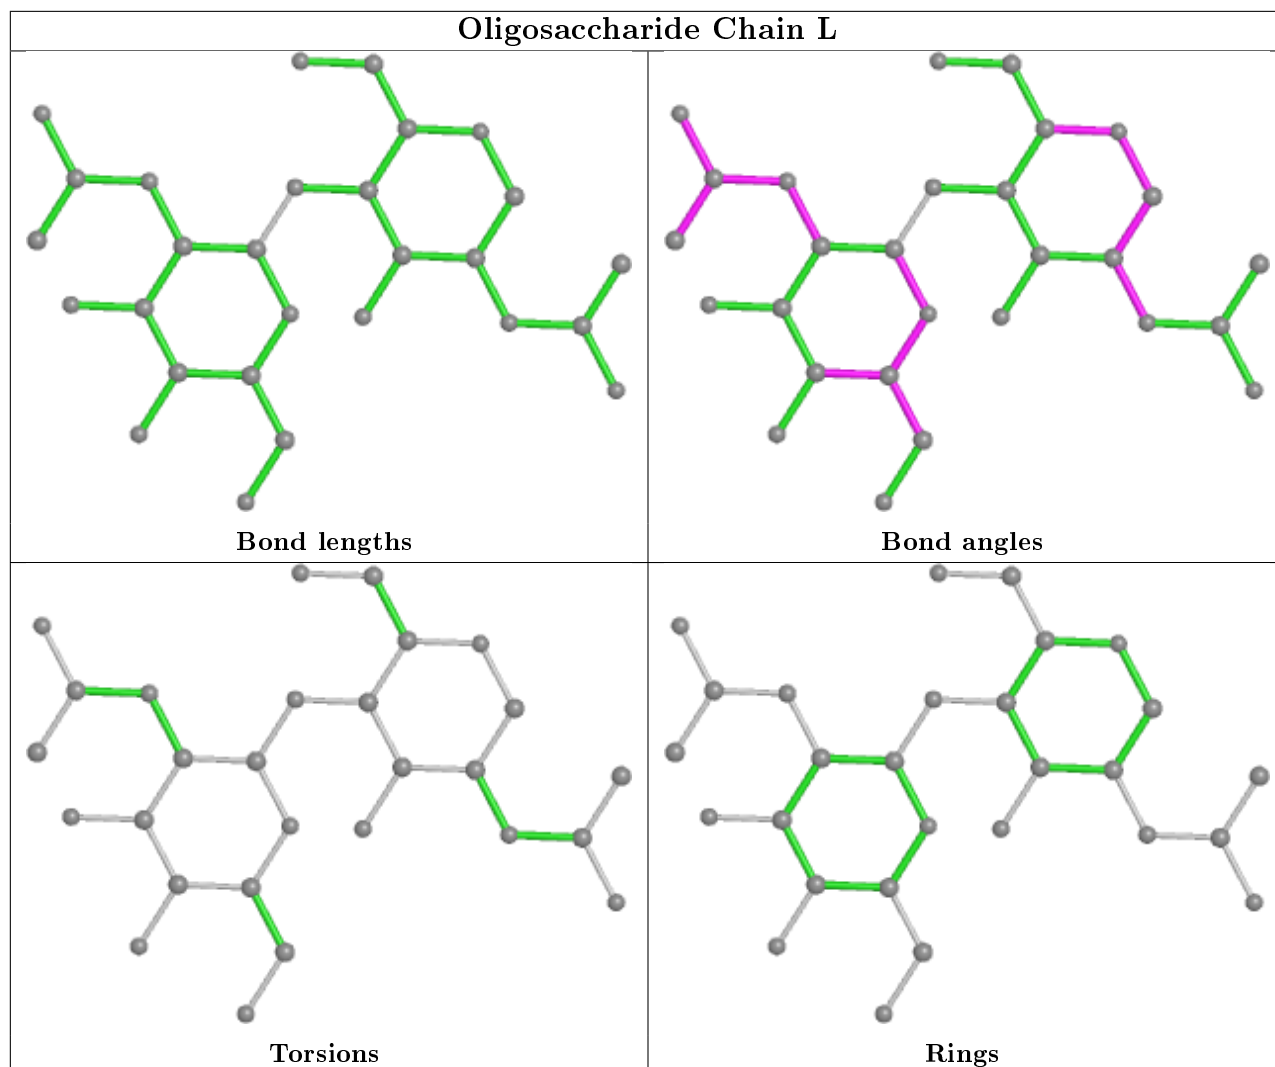 Oligosaccharide Chain L
Bond lengths
Bond angles
Torsions
Rings